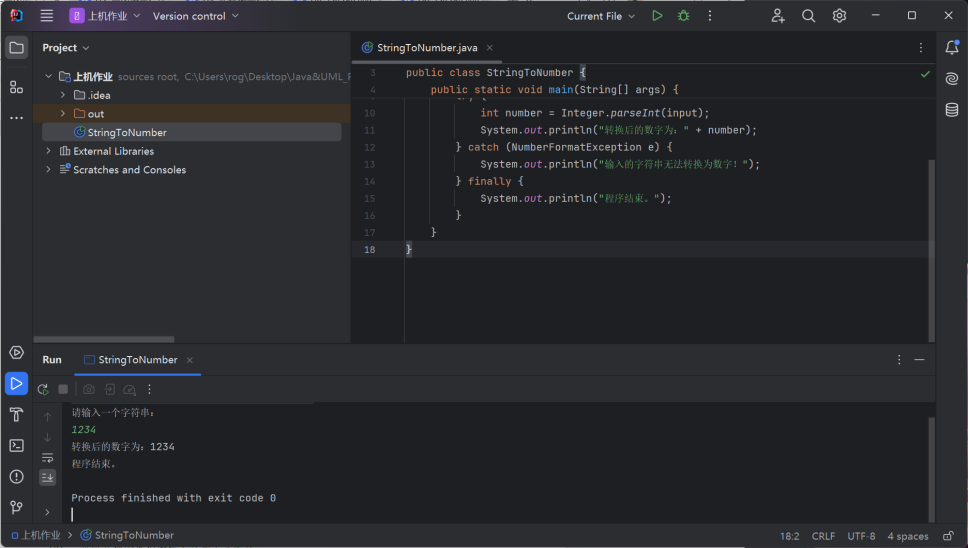 上机作业 Version control Current File
Project
StringToNumber.java
上机作业 sources root, C:\Users\rog\Desktop\Java&UML_
.idea
out
StringToNumber
External Libraries
Scratches and Consoles
3 public class StringToNumber {
4 public static void main(String[] args) {
10 int number = Integer.parseInt(input);
11 System.out.println("转换后的数字为:" + number);
12 } catch (NumberFormatException e) {
13 System.out.println("输入的字符串无法转换为数字!");
14 } finally {
15 System.out.println("程序结束。");
16 }
17 }
18 }
Run StringToNumber
请输入一个字符串:
1234
转换后的数字为:1234
程序结束。
Process finished with exit code 0
上机作业 StringToNumber 18:2 CRLF UTF-8 4 spaces